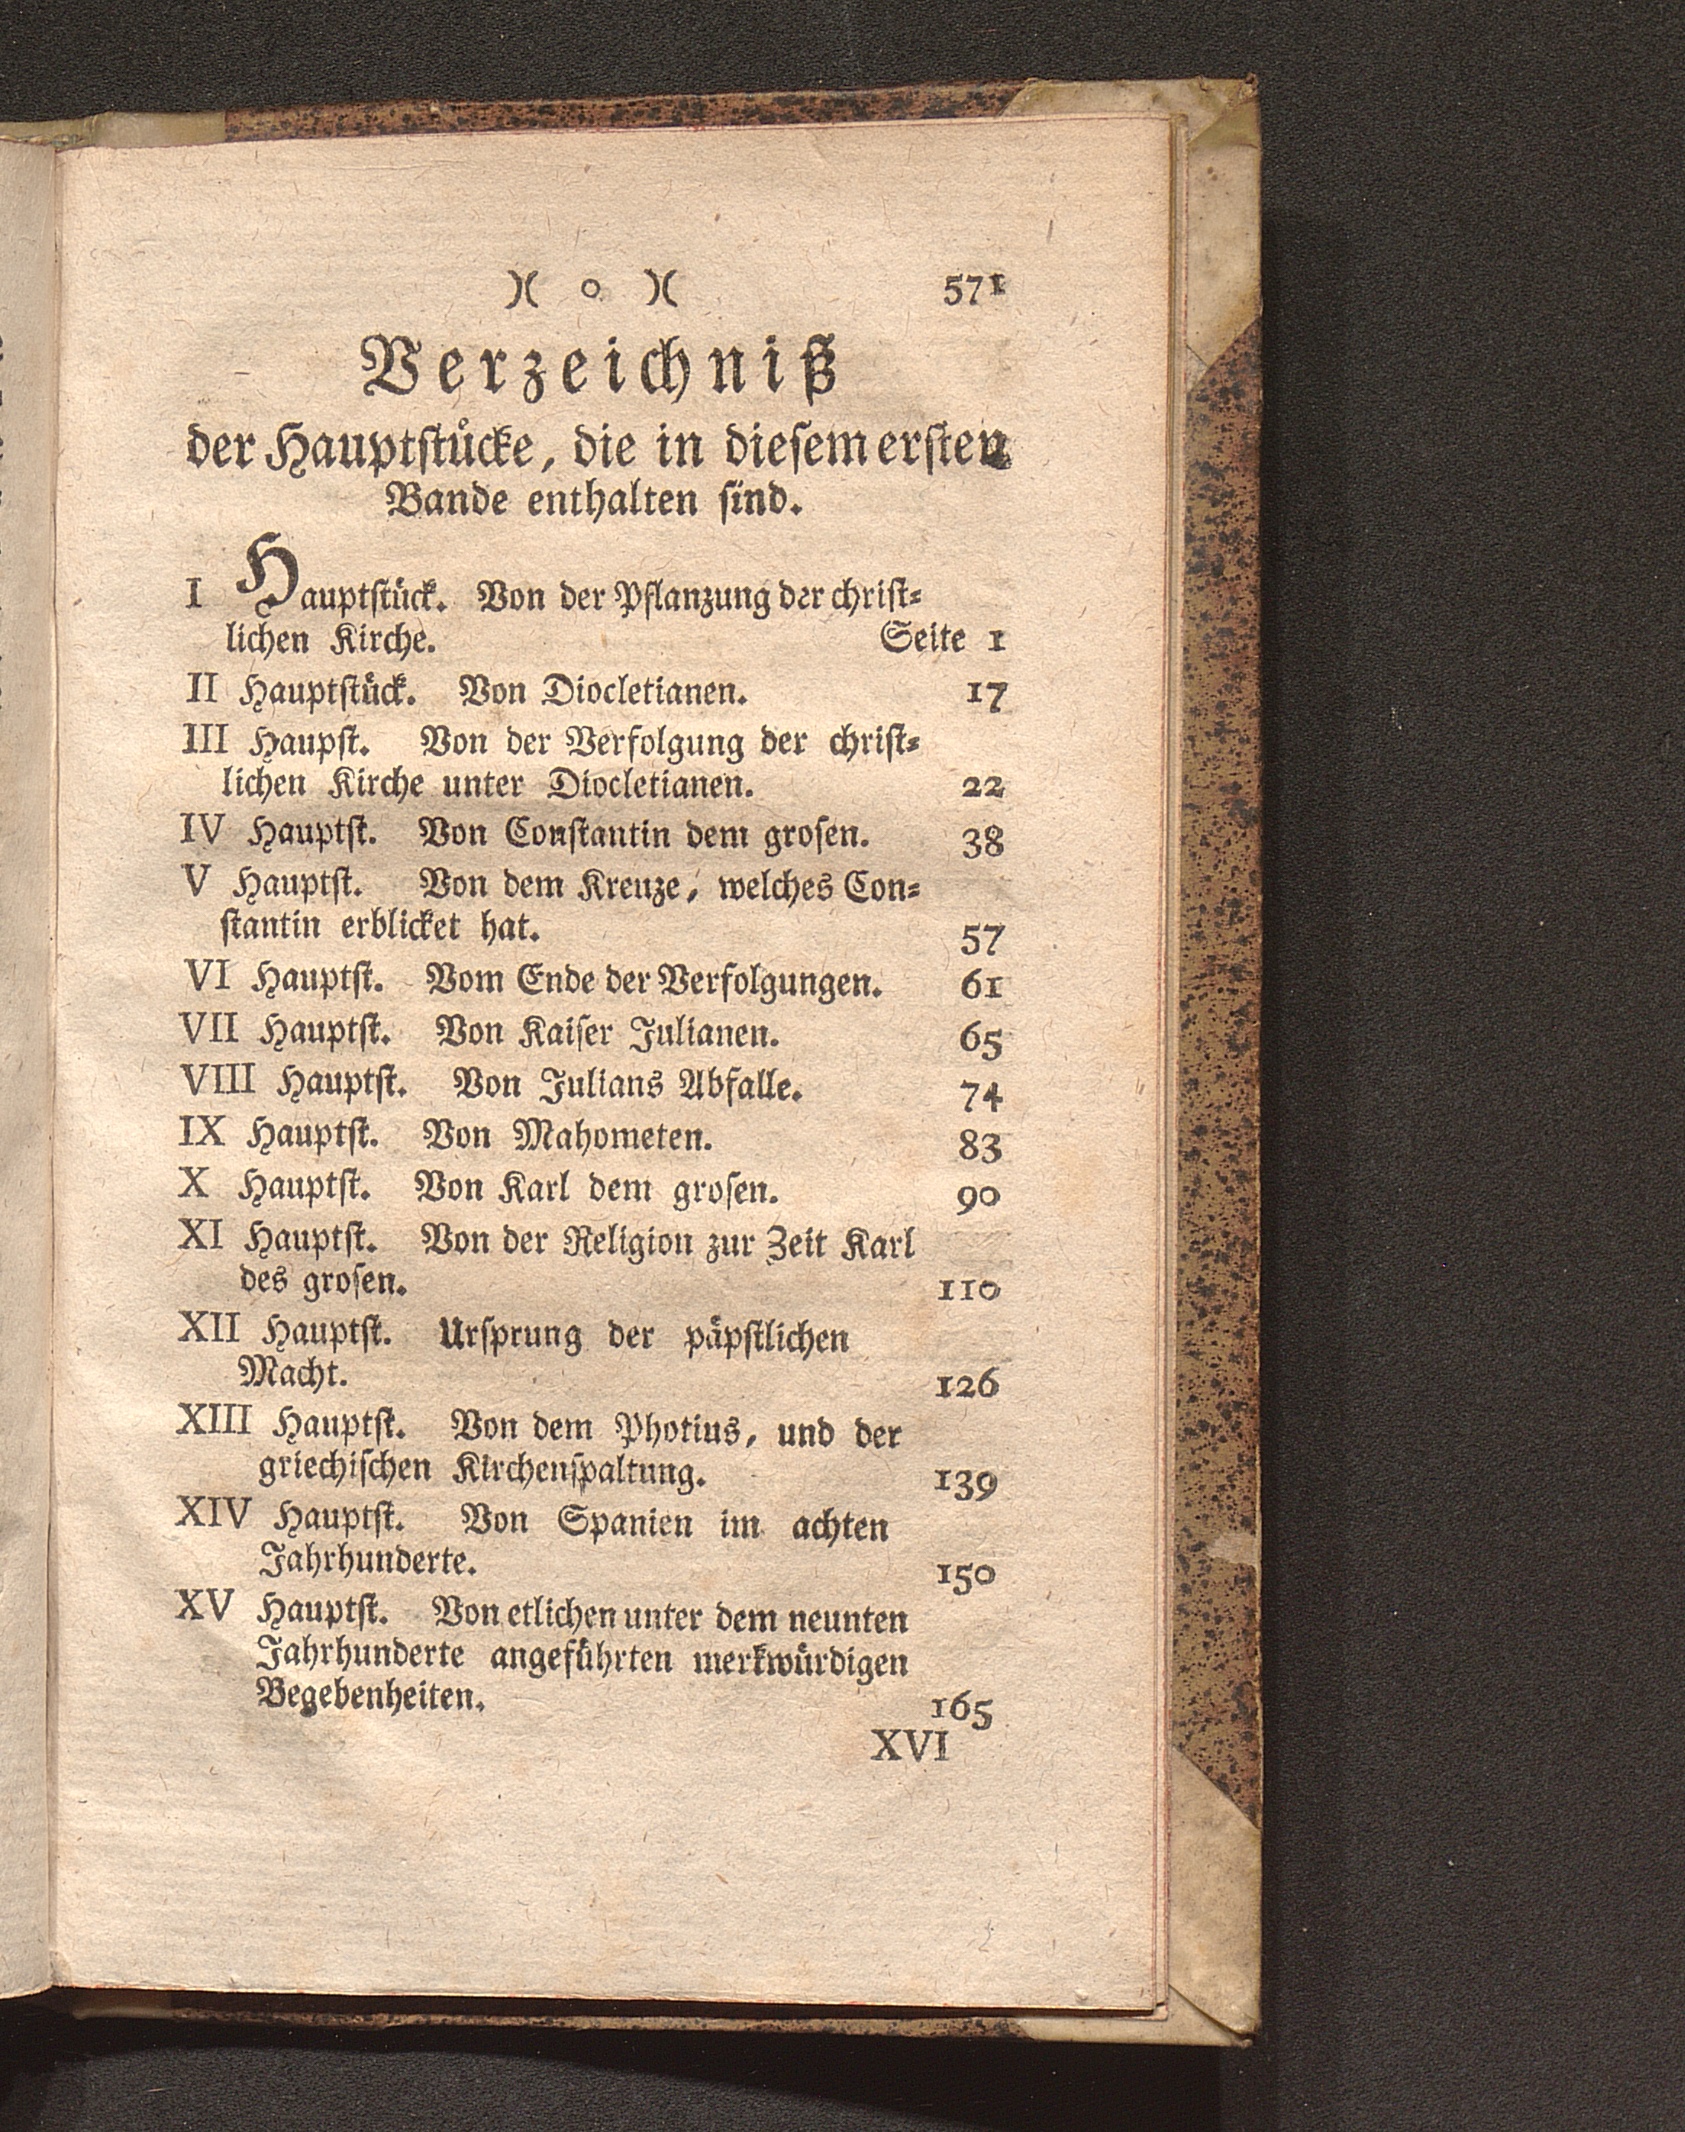 )( o )( 571
Verzeichniß
der Hauptstücke, die in diesem ersten
Bande enthalten sind.
I Hauptstück. Von der Pflanzung der christ-
lichen Kirche. Seite 1
II Hauptstück. Von Diocletianen. 17
III Haupst. Von der Verfolgung der christ-
lichen Kirche unter Diocletianen. 22
IV Hauptst. Von Constantin dem grosen. 38
V Hauptst. Von dem Kreuze, welches Con-
stantin erblicket hat. 57
VI Hauptst. Vom Ende der Verfolgungen. 61
VII Hauptst. Von Kaiser Julianen. 65
VIII Hauptst. Von Julians Abfalle. 74
IX Hauptst. Von Mahometen. 83
X Hauptst. Von Karl dem grosen. 90
XI Hauptst. Von der Religion zur Zeit Karl
des grosen. 110
XII Hauptst. Ursprung der päpstlichen
Macht. 126
XIII Hauptst. Von dem Photius, und der
griechischen Kirchenspaltung. 139
XIV Hauptst. Von Spanien im achten
Jahrhunderte. 150
XV Hauptst. Von etlichen unter dem neunten
Jahrhunderte angeführten merkwürdigen
Begebenheiten. 165
XVI